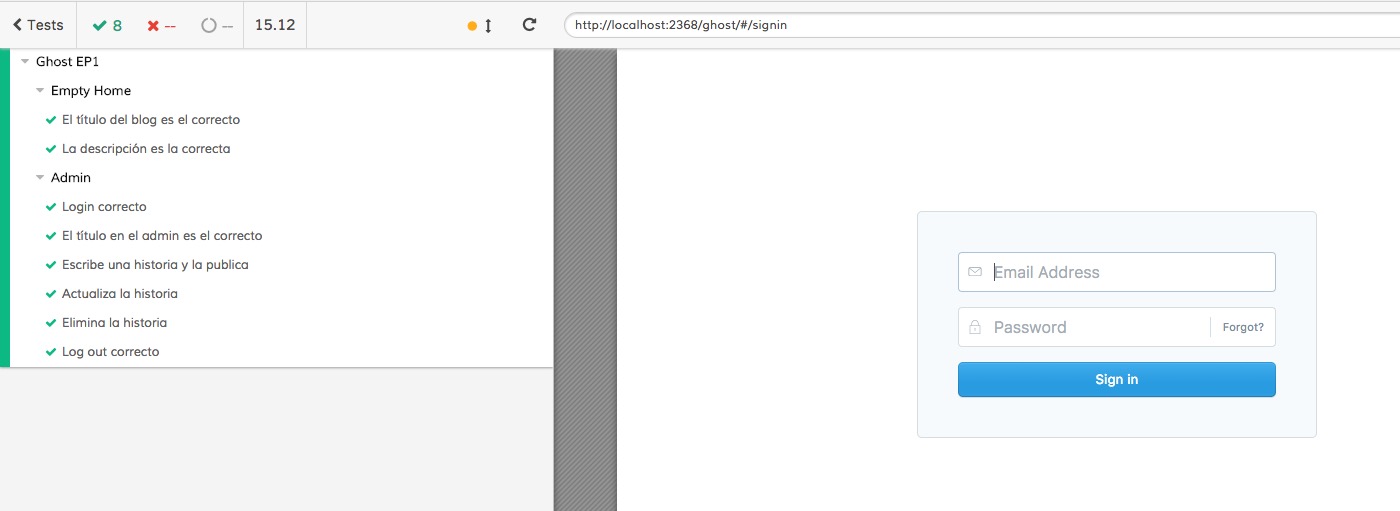 Tests 8 -- -- 15.12 http://localhost:2368/ghost/#/signin
Ghost EP1
Empty Home
El título del blog es el correcto
La descripción es la correcta
Admin
Login correcto
El título en el admin es el correcto
Escribe una historia y la publica
Actualiza la historia
Elimina la historia
Log out correcto
Email Address
Password Forgot?
Sign in